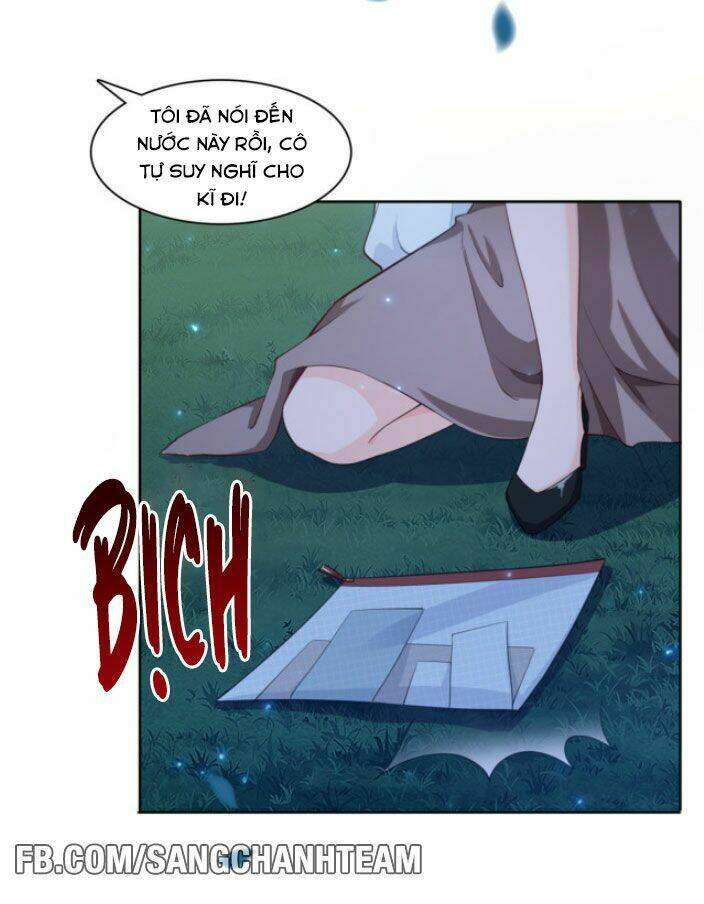 TÔI ĐÃ NÓI ĐẾN
NƯỚC NÀY RỒI, CÔ
TỰ SUY NGHĨ CHO
KĨ ĐI!
BỊCH
FB.COM/SANGCHANHTEAM